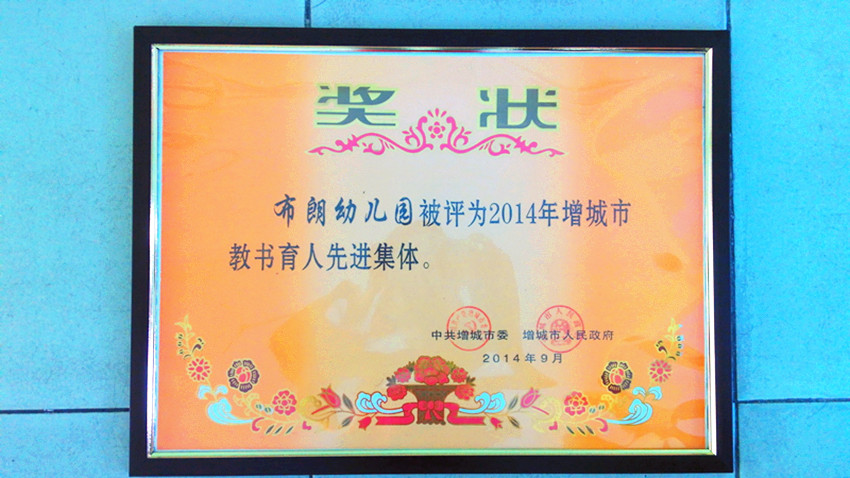 奖 状
布朗幼儿园被评为2014年增城市
教书育人先进集体。
中共增城市委 增城市人民政府
2014年9月